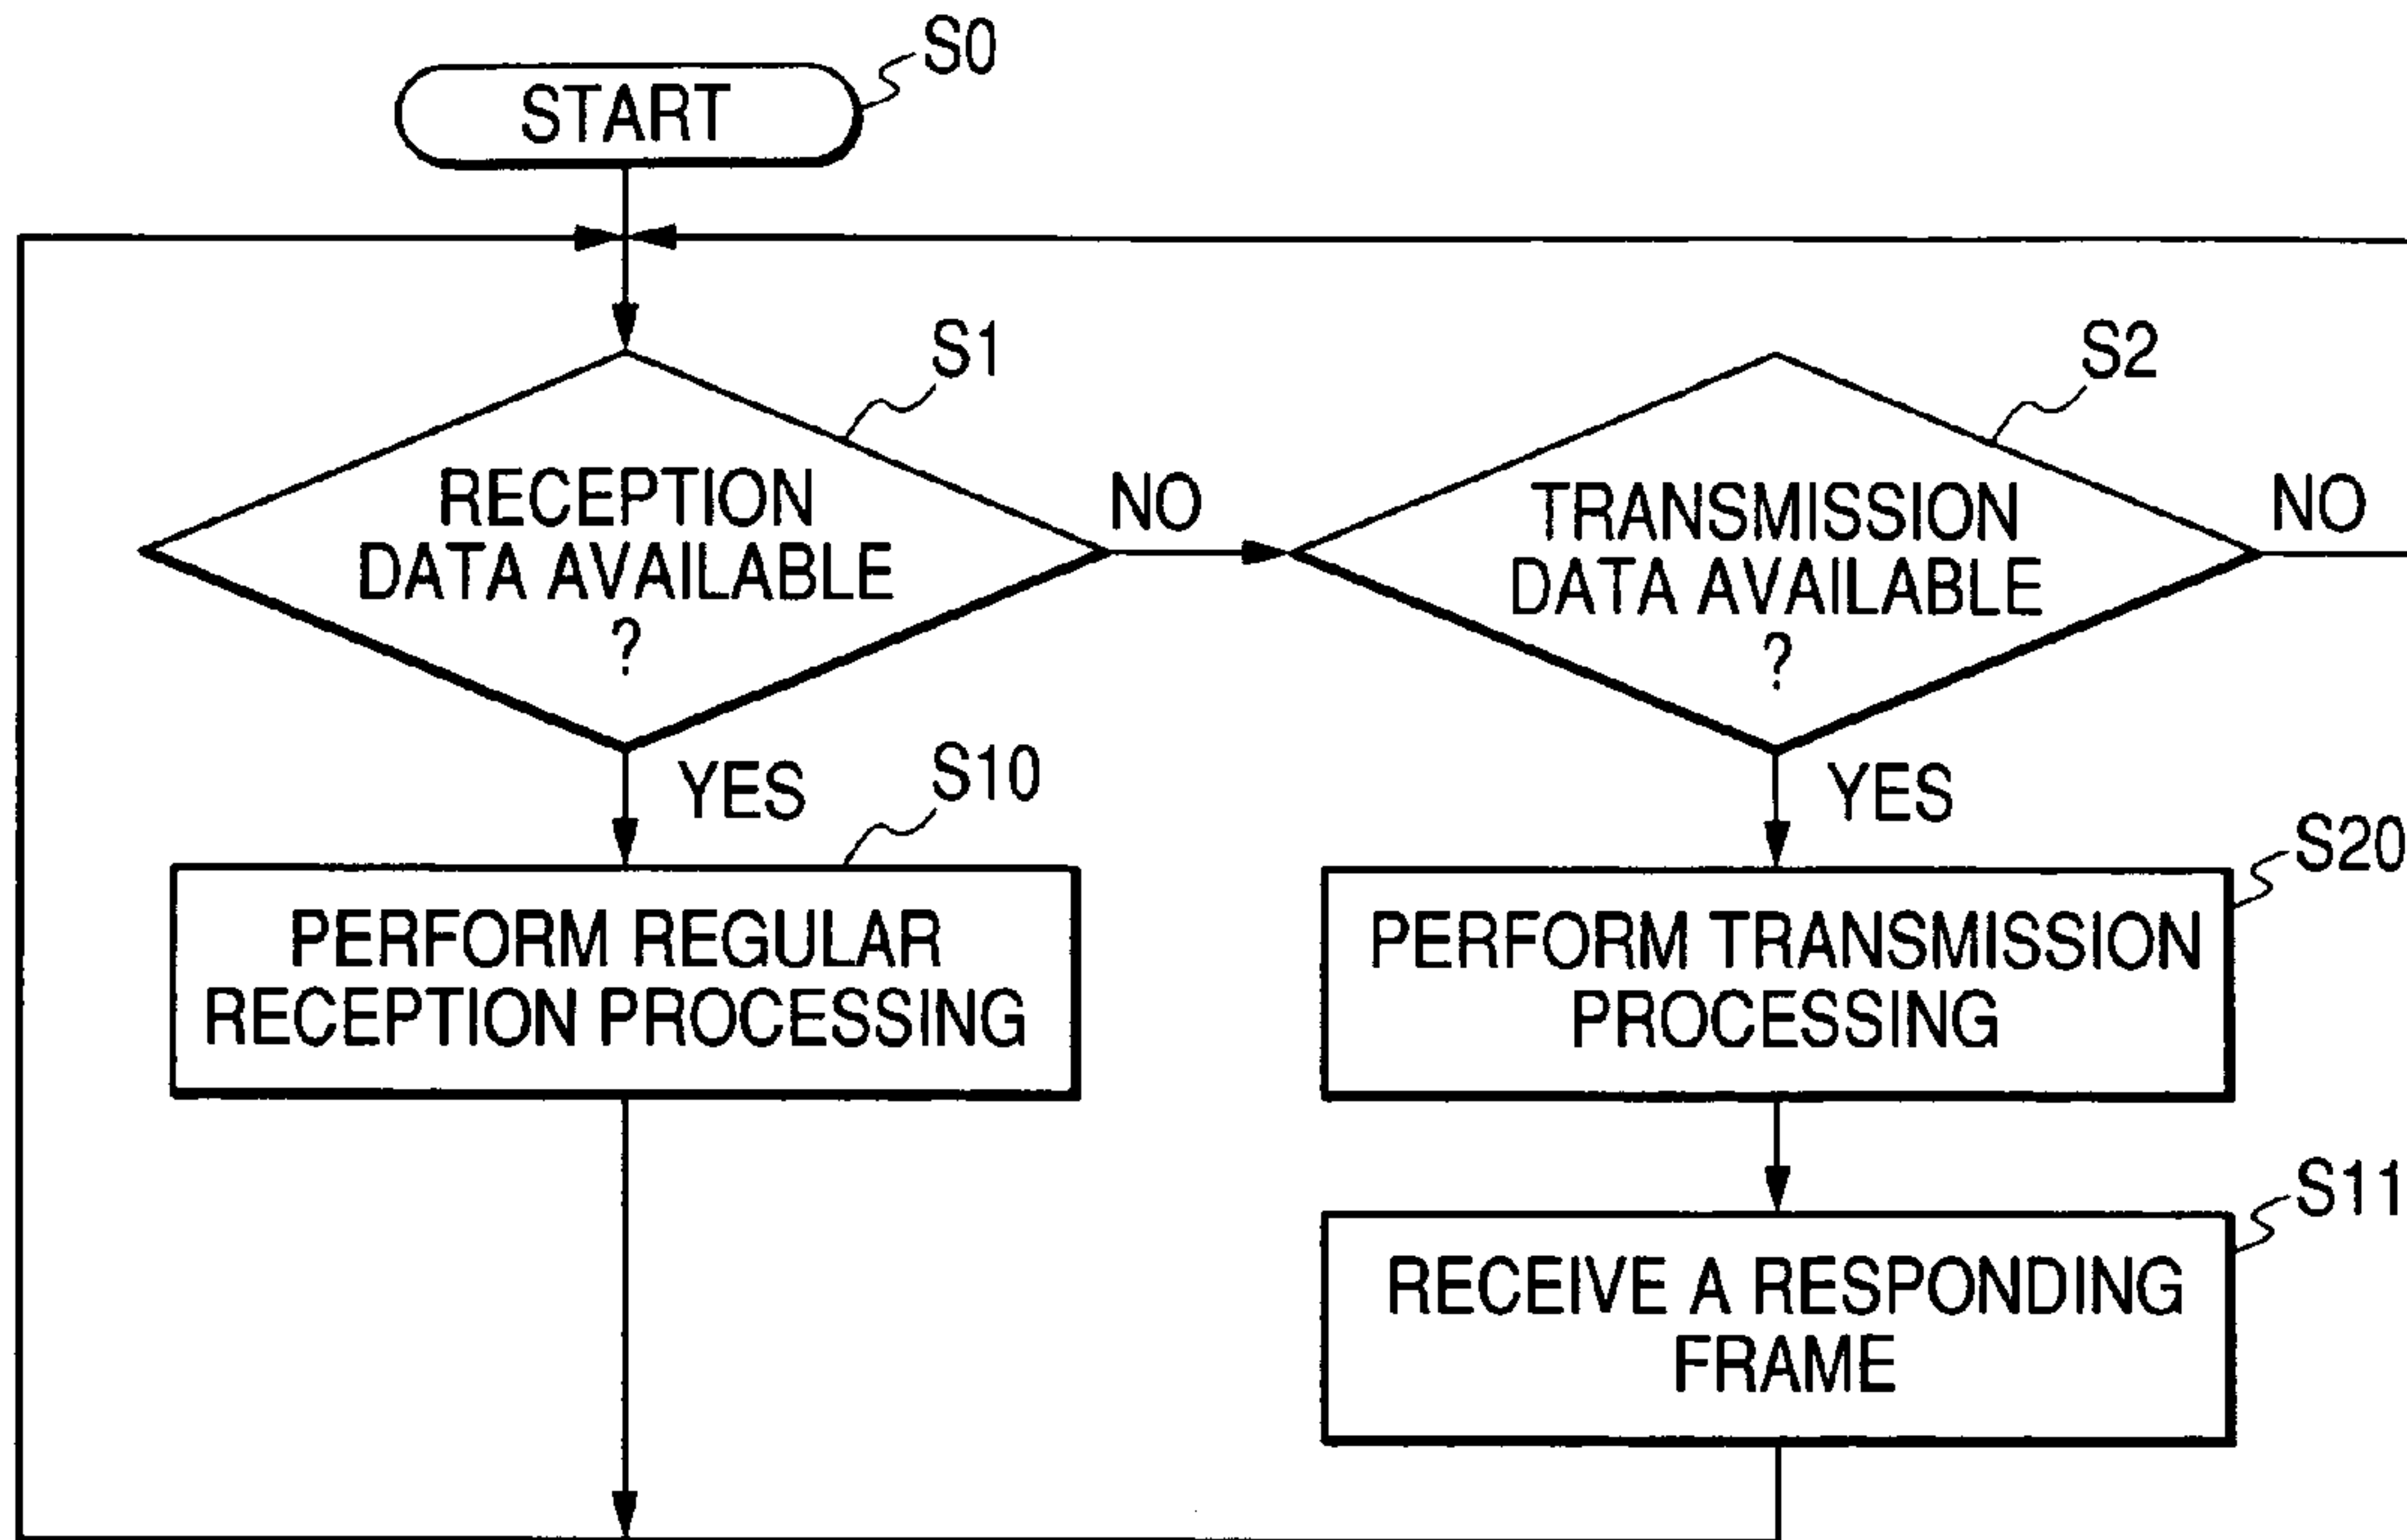 START
S0
S1
RECEPTION
DATA AVAILABLE
?
NO
S2
TRANSMISSION
DATA AVAILABLE
?
NO
YES
S10
PERFORM REGULAR
RECEPTION PROCESSING
YES
S20
PERFORM TRANSMISSION
PROCESSING
S11
RECEIVE A RESPONDING
FRAME